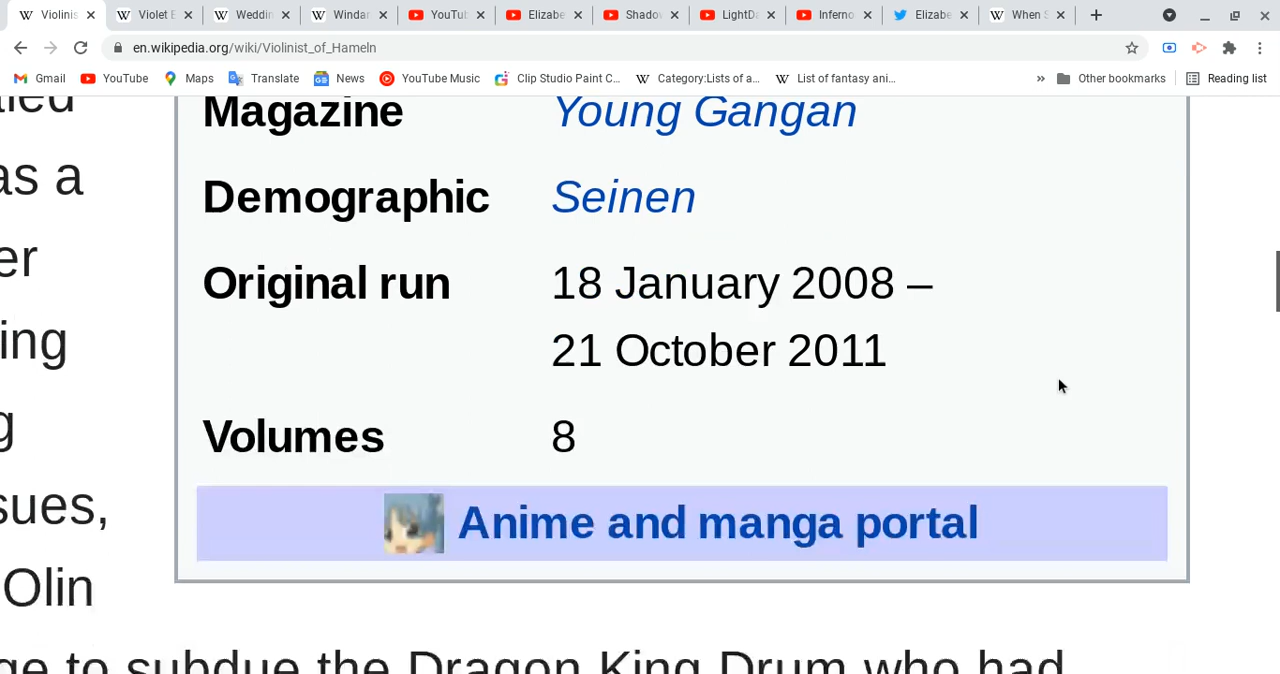 Violinis
Violet E
Weddin
Windar
YouTub
Elizabe
Shadow
LightDa
Inferno
Elizabe
When S
en.wikipedia.org/wiki/Violinist_of_Hameln
Gmail
YouTube
Maps
Translate
News
YouTube Music
Clip Studio Paint C...
Category:Lists of a...
List of fantasy ani...
»
Other bookmarks
Reading list
Magazine Young Gangan
as a
Demographic Seinen
er
Original run 18 January 2008 –
ing
21 October 2011
g
Volumes 8
sues,
Anime and manga portal
Olin
ge to subdue the Dragon King Drum who had